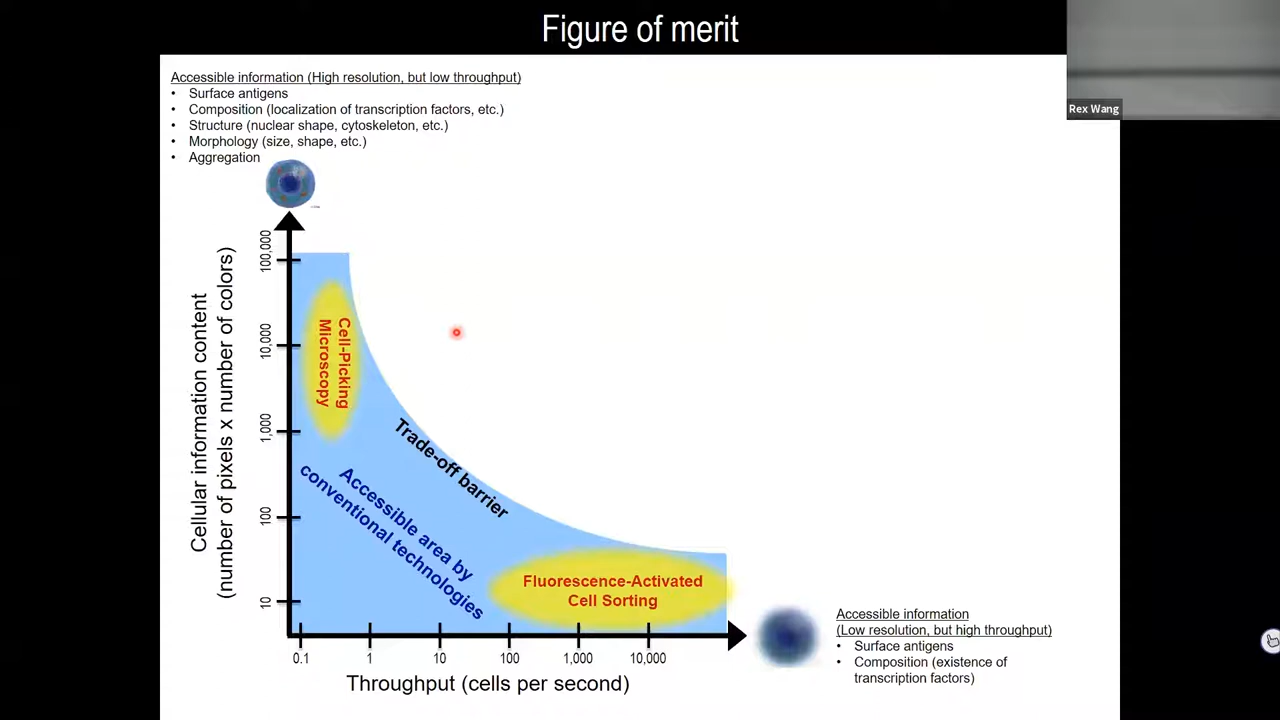 Figure of merit
Rex Wang
Accessible information (High resolution, but low throughput)
• Surface antigens
• Composition (localization of transcription factors, etc.)
• Structure (nuclear shape, cytoskeleton, etc.)
• Morphology (size, shape, etc.)
• Aggregation
Cellular information content
(number of pixels x number of colors)
100,000
10,000
1,000
100
10
Cell-Picking
Microscopy
Trade-off barrier
Accessible area by
conventional technologies
Fluorescence-Activated
Cell Sorting
0.1
1
10
100
1,000
10,000
Throughput (cells per second)
Accessible information
(Low resolution, but high throughput)
• Surface antigens
• Composition (existence of
transcription factors)